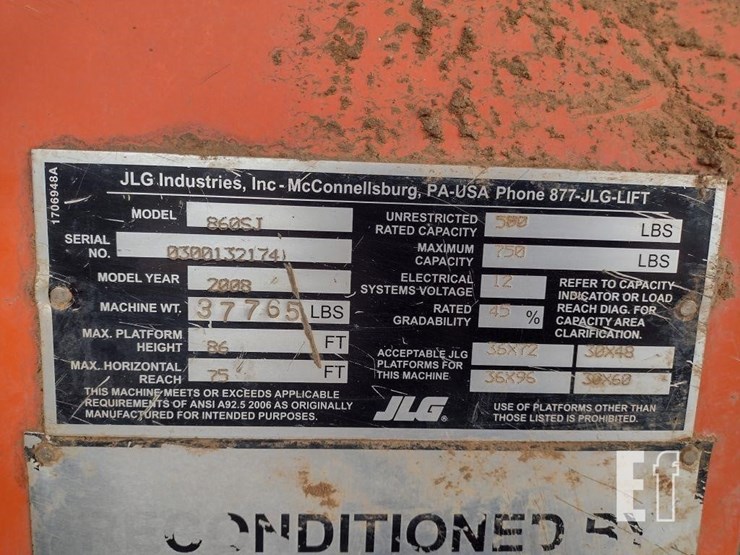 1706948A
JLG Industries, Inc - McConnellsburg, PA-USA Phone 877-JLG-LIFT
MODEL 860SJ
SERIAL NO. 0300132174
MODEL YEAR 2008
MACHINE WT. 37765 LBS
MAX. PLATFORM HEIGHT 86 FT
MAX. HORIZONTAL REACH 75 FT
THIS MACHINE MEETS OR EXCEEDS APPLICABLE
REQUIREMENTS OF ANSI A92.5 2006 AS ORIGINALLY
MANUFACTURED FOR INTENDED PURPOSES.
UNRESTRICTED RATED CAPACITY 500 LBS
MAXIMUM CAPACITY 750 LBS
ELECTRICAL SYSTEMS VOLTAGE 12
RATED GRADABILITY 45 %
REFER TO CAPACITY
INDICATOR OR LOAD
REACH DIAG. FOR
CAPACITY AREA
CLARIFICATION.
ACCEPTABLE JLG
PLATFORMS FOR
THIS MACHINE
36X72 30X48
36X96 30X60
JLG®
USE OF PLATFORMS OTHER THAN
THOSE LISTED IS PROHIBITED.
Ef